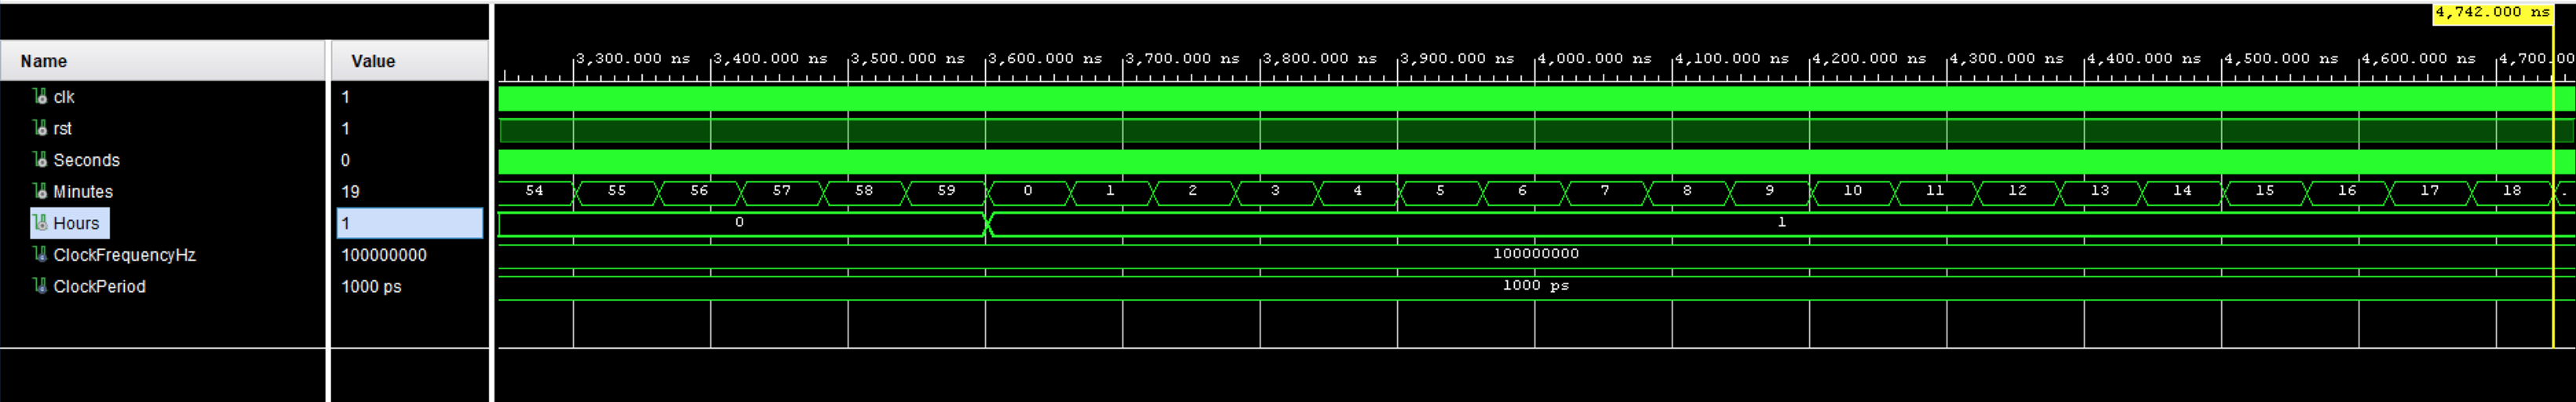 4,742.000 ns
Name Value
3,300.000 ns 3,400.000 ns 3,500.000 ns 3,600.000 ns 3,700.000 ns 3,800.000 ns 3,900.000 ns 4,000.000 ns 4,100.000 ns 4,200.000 ns 4,300.000 ns 4,400.000 ns 4,500.000 ns 4,600.000 ns 4,700.00
clk 1
rst 1
Seconds 0
Minutes 19 54 55 56 57 58 59 0 1 2 3 4 5 6 7 8 9 10 11 12 13 14 15 16 17 18 .
Hours 1 0 1
ClockFrequencyHz 100000000 100000000
ClockPeriod 1000 ps 1000 ps